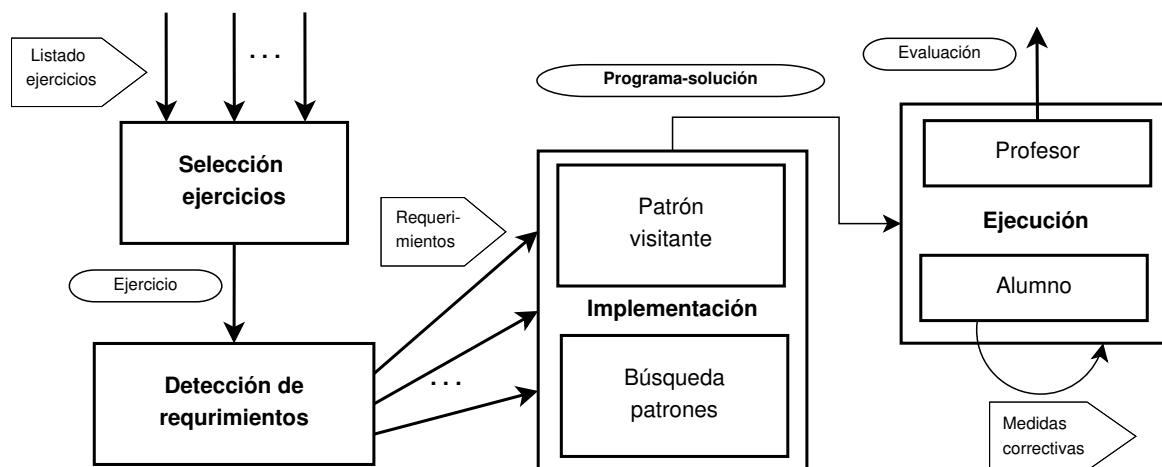 Listado
ejercicios
. . .
Selección
ejercicios
Ejercicio
Detección de
requrimientos
. . .
Requeri-
mientos
Programa-solución
Patrón
visitante
Implementación
Búsqueda
patrones
Evaluación
Profesor
Ejecución
Alumno
Medidas
correctivas